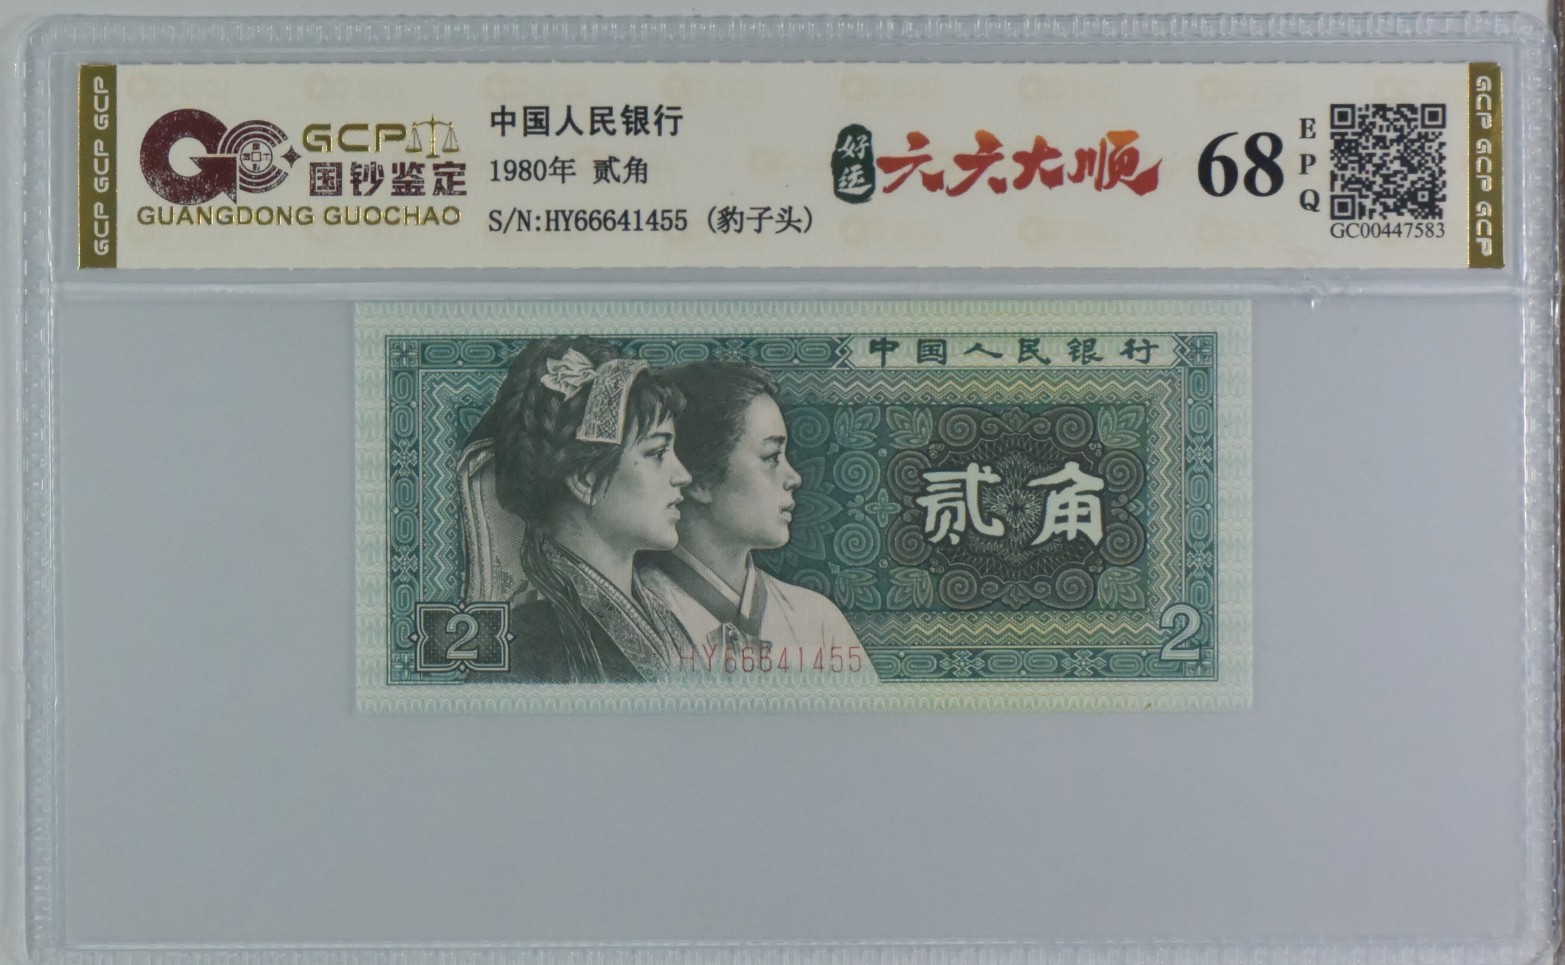 GCP GCP GCP
GCP
国钞鉴定
GUANGDONG GUOCHAO
中国人民银行
1980年 贰角
S/N:HY66641455 (豹子头)
好运
六六大顺
68
EPQ
GC00447583
GCP GCP GCP
中国人民银行
贰角
2
2
HY66641455